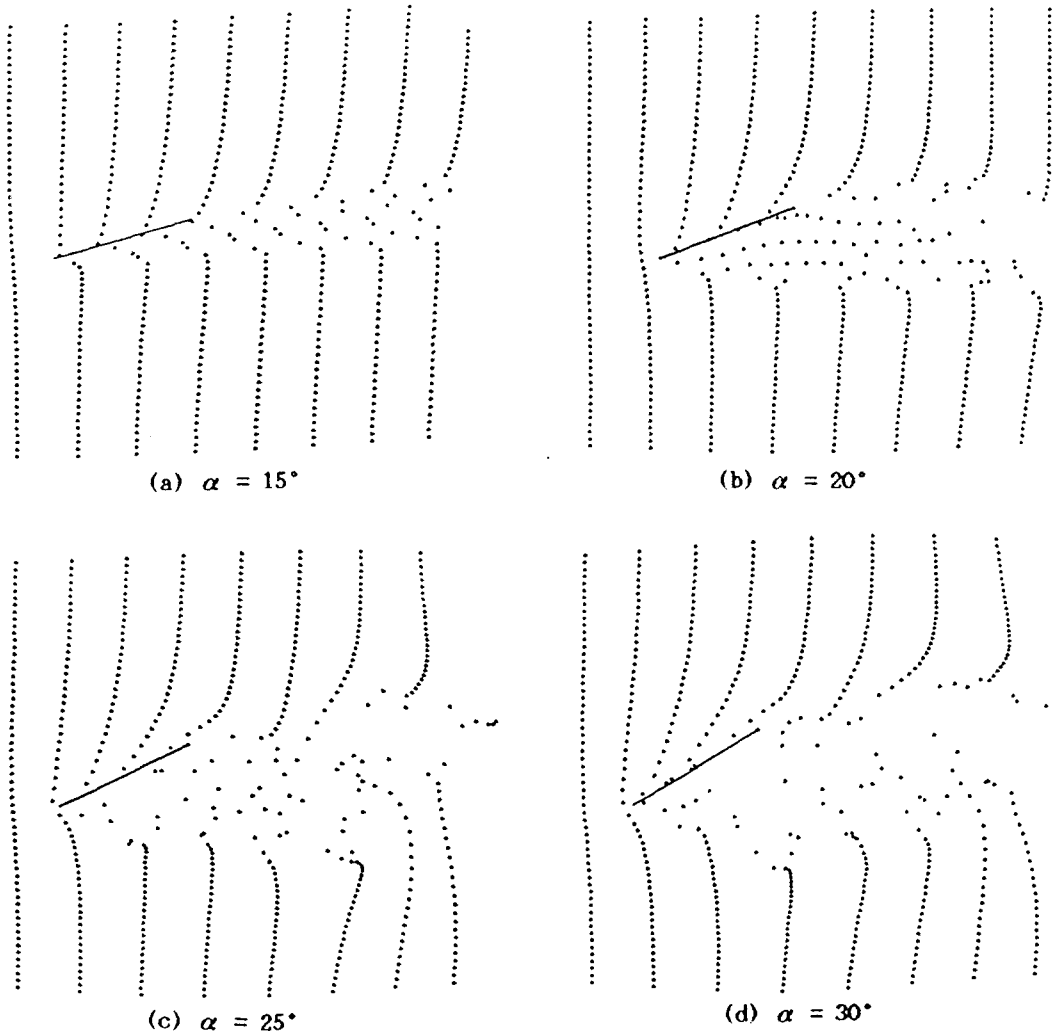 (a) α = 15°
(b) α = 20°
(c) α = 25°
(d) α = 30°